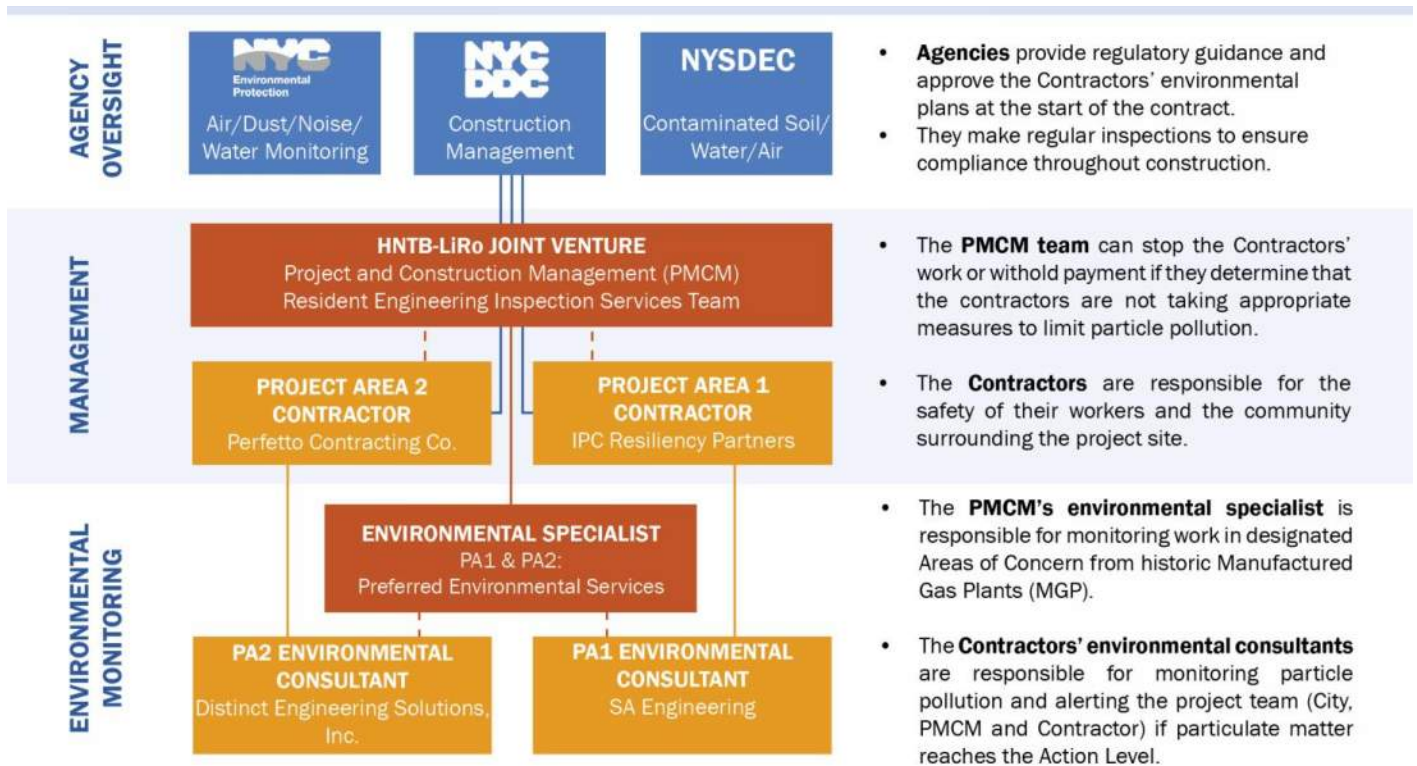 AGENCY
OVERSIGHT
NYC
Environmental
Protection
Air/Dust/Noise/
Water Monitoring
NYC
DDC
Construction
Management
NYSDEC
Contaminated Soil/
Water/Air
• Agencies provide regulatory guidance and
approve the Contractors' environmental
plans at the start of the contract.
• They make regular inspections to ensure
compliance throughout construction.
MANAGEMENT
HNTB-LiRo JOINT VENTURE
Project and Construction Management (PMCM)
Resident Engineering Inspection Services Team
PROJECT AREA 2
CONTRACTOR
Perfetto Contracting Co.
PROJECT AREA 1
CONTRACTOR
IPC Resiliency Partners
• The PMCM team can stop the Contractors'
work or withold payment if they determine that
the contractors are not taking appropriate
measures to limit particle pollution.
• The Contractors are responsible for the
safety of their workers and the community
surrounding the project site.
ENVIRONMENTAL
MONITORING
ENVIRONMENTAL SPECIALIST
PA1 & PA2:
Preferred Environmental Services
PA2 ENVIRONMENTAL
CONSULTANT
Distinct Engineering Solutions,
Inc.
PA1 ENVIRONMENTAL
CONSULTANT
SA Engineering
• The PMCM's environmental specialist is
responsible for monitoring work in designated
Areas of Concern from historic Manufactured
Gas Plants (MGP).
• The Contractors' environmental consultants
are responsible for monitoring particle
pollution and alerting the project team (City,
PMCM and Contractor) if particulate matter
reaches the Action Level.